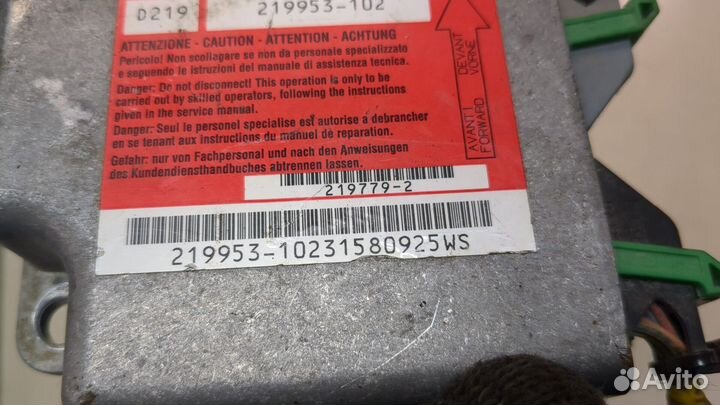 D219 219953-102
ATTENZIONE - CAUTION - ATTENTION - ACHTUNG
Pericolo! Non scollagare se non da personale specializzato
e seguendo le istruzioni del manuale di assistenza tecnica.
Danger: Do not disconnect! This operation is only to be
carried out by skilled operators, following the instructions
given in the service manual.
Danger: Seul le personel specialise est autorise a debrancher
en se tenant aux instructions du manuel de reparation.
Gefahr: nur von Fachpersonal und nach den Anweisungen
des Kundendiensthandbuches abtrennen lassen.
DEVANT
VORNE
AVANTI
FORWARD
219779-2
219953-10231580925WS
Avito